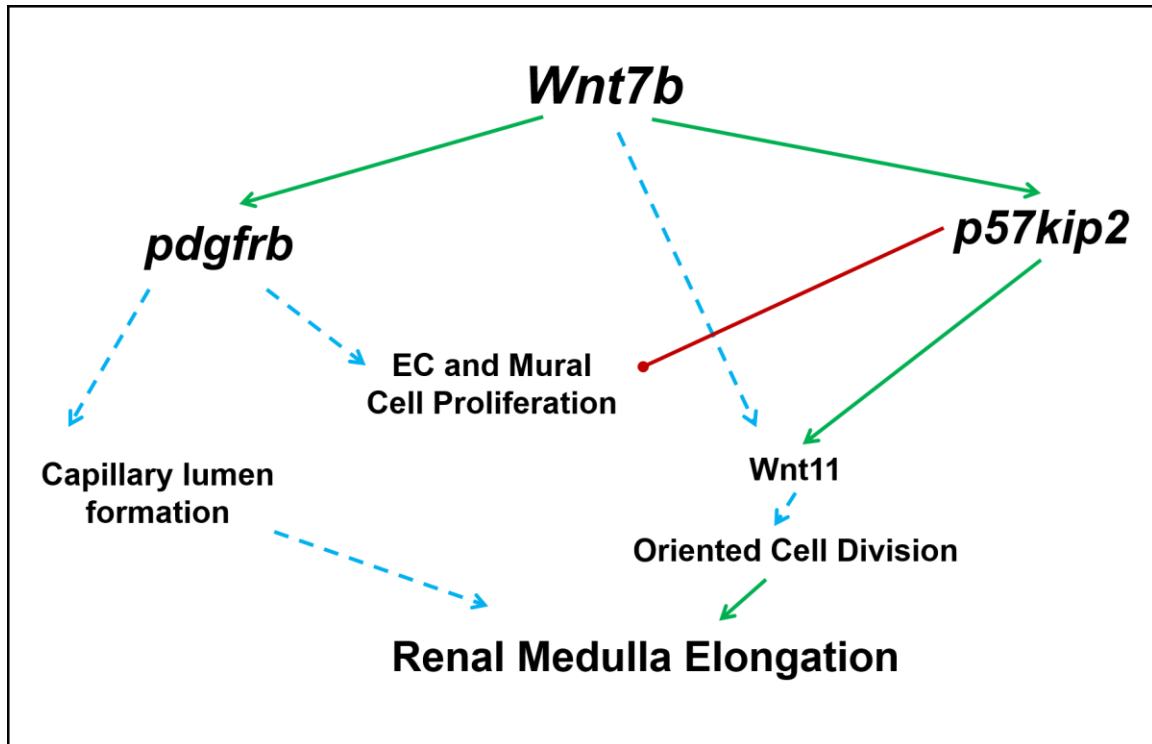 Wnt7b
pdgfrb
p57kip2
EC and Mural
Cell Proliferation
Capillary lumen
formation
Wnt11
Oriented Cell Division
Renal Medulla Elongation